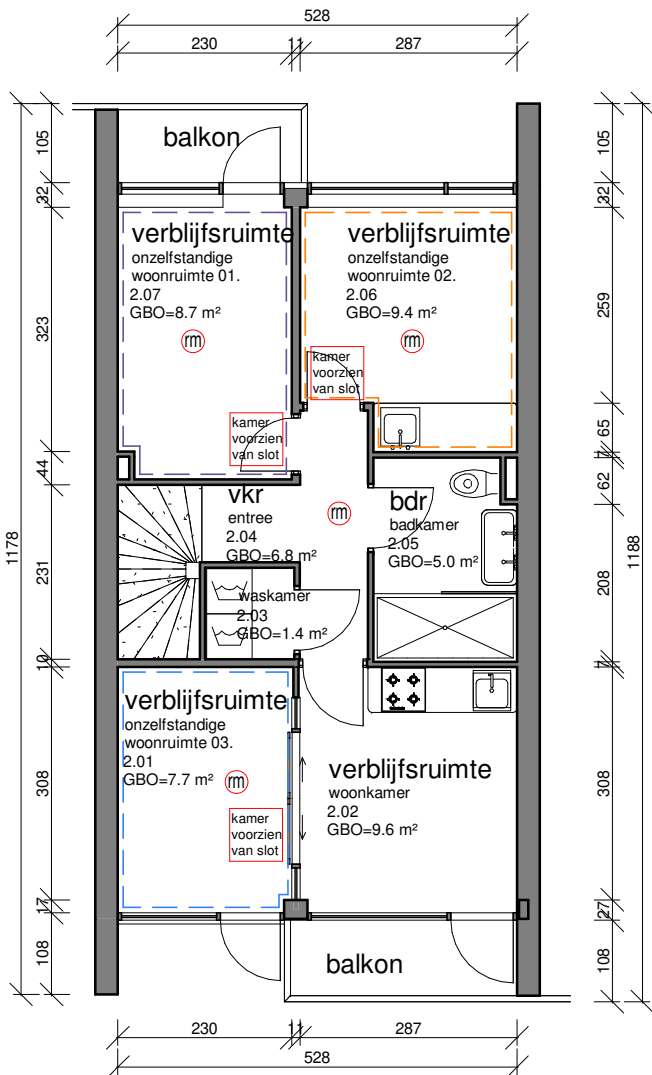 528
230
11
287
1178
105
32
323
44
231
10
308
17
108
105
32
259
65
7
62
208
7
308
27
108
1188
balkon
verblijfsruimte
onzelfstandige
woonruimte 01.
2.07
GBO=8.7 m²
rm
kamer
voorzien
van slot
verblijfsruimte
onzelfstandige
woonruimte 02.
2.06
GBO=9.4 m²
rm
kamer
voorzien
van slot
vkr
entree
2.04
GBO=6.8 m²
rm
bdr
badkamer
2.05
GBO=5.0 m²
waskamer
2.03
GBO=1.4 m²
verblijfsruimte
onzelfstandige
woonruimte 03.
2.01
GBO=7.7 m²
rm
kamer
voorzien
van slot
verblijfsruimte
woonkamer
2.02
GBO=9.6 m²
balkon
230
11
287
528